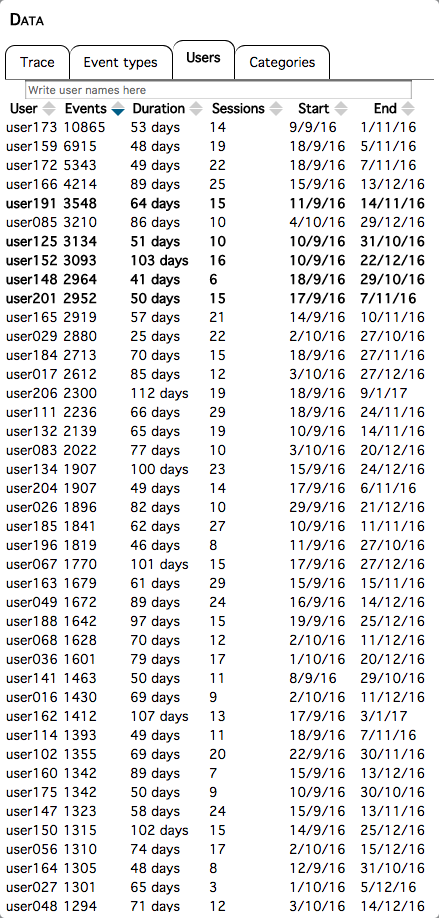 DATA
Trace Event types Users Categories
Write user names here
User Events Duration Sessions Start End
user173 10865 53 days 14 9/9/16 1/11/16
user159 6915 48 days 19 18/9/16 5/11/16
user172 5343 49 days 22 18/9/16 7/11/16
user166 4214 89 days 25 15/9/16 13/12/16
user191 3548 64 days 15 11/9/16 14/11/16
user085 3210 86 days 10 4/10/16 29/12/16
user125 3134 51 days 10 10/9/16 31/10/16
user152 3093 103 days 16 10/9/16 22/12/16
user148 2964 41 days 6 18/9/16 29/10/16
user201 2952 50 days 15 17/9/16 7/11/16
user165 2919 57 days 21 14/9/16 10/11/16
user029 2880 25 days 22 2/10/16 27/10/16
user184 2713 70 days 15 18/9/16 27/11/16
user017 2612 85 days 12 3/10/16 27/12/16
user206 2300 112 days 19 18/9/16 9/1/17
user111 2236 66 days 29 18/9/16 24/11/16
user132 2139 65 days 19 10/9/16 14/11/16
user083 2022 77 days 10 3/10/16 20/12/16
user134 1907 100 days 23 15/9/16 24/12/16
user204 1907 49 days 14 17/9/16 6/11/16
user026 1896 82 days 10 29/9/16 21/12/16
user185 1841 62 days 27 10/9/16 11/11/16
user196 1819 46 days 8 11/9/16 27/10/16
user067 1770 101 days 15 17/9/16 27/12/16
user163 1679 61 days 29 15/9/16 15/11/16
user049 1672 89 days 24 16/9/16 14/12/16
user188 1642 97 days 15 19/9/16 25/12/16
user068 1628 70 days 12 2/10/16 11/12/16
user036 1601 79 days 17 1/10/16 20/12/16
user141 1463 50 days 11 8/9/16 29/10/16
user016 1430 69 days 9 2/10/16 11/12/16
user162 1412 107 days 13 17/9/16 3/1/17
user114 1393 49 days 11 18/9/16 7/11/16
user102 1355 69 days 20 22/9/16 30/11/16
user160 1342 89 days 7 15/9/16 13/12/16
user175 1342 50 days 9 10/9/16 30/10/16
user147 1323 58 days 24 15/9/16 13/11/16
user150 1315 102 days 15 14/9/16 25/12/16
user056 1310 74 days 17 2/10/16 15/12/16
user164 1305 48 days 8 12/9/16 31/10/16
user027 1301 65 days 3 1/10/16 5/12/16
user048 1294 71 days 12 3/10/16 14/12/16